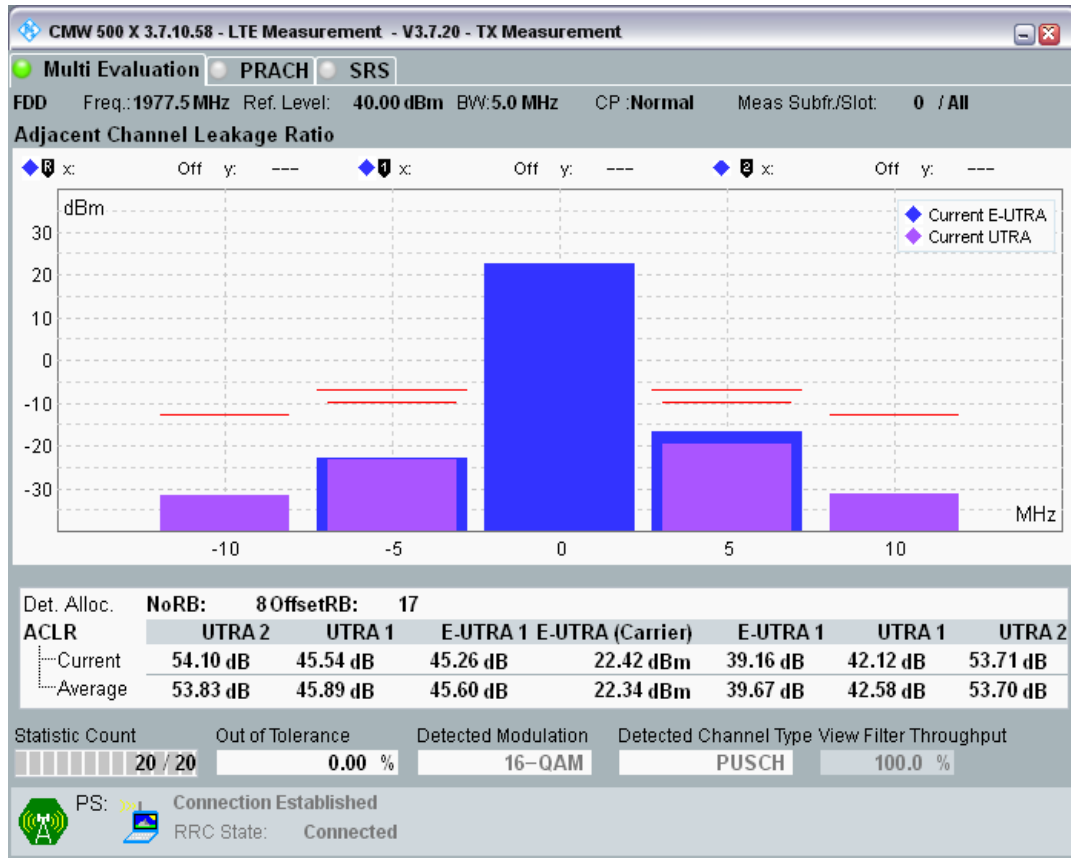 CMW 500 X 3.7.10.58 - LTE Measurement - V3.7.20 - TX Measurement
Multi Evaluation PRACH SRS
FDD Freq.:1977.5 MHz Ref. Level: 40.00 dBm BW:5.0 MHz CP :Normal Meas Subfr./Slot: 0 / All
Adjacent Channel Leakage Ratio
R x: Off y: --- 1 x: Off y: --- 2 x: Off y: ---
dBm
Current E-UTRA
Current UTRA
30
20
10
0
-10
-20
-30
MHz
-10 -5 0 5 10
Det. Alloc. NoRB: 8 OffsetRB: 17
ACLR UTRA 2 UTRA 1 E-UTRA 1 E-UTRA (Carrier) E-UTRA 1 UTRA 1 UTRA 2
Current 54.10 dB 45.54 dB 45.26 dB 22.42 dBm 39.16 dB 42.12 dB 53.71 dB
Average 53.83 dB 45.89 dB 45.60 dB 22.34 dBm 39.67 dB 42.58 dB 53.70 dB
Statistic Count Out of Tolerance Detected Modulation Detected Channel Type View Filter Throughput
20 / 20 0.00 % 16-QAM PUSCH 100.0 %
PS: Connection Established
RRC State: Connected